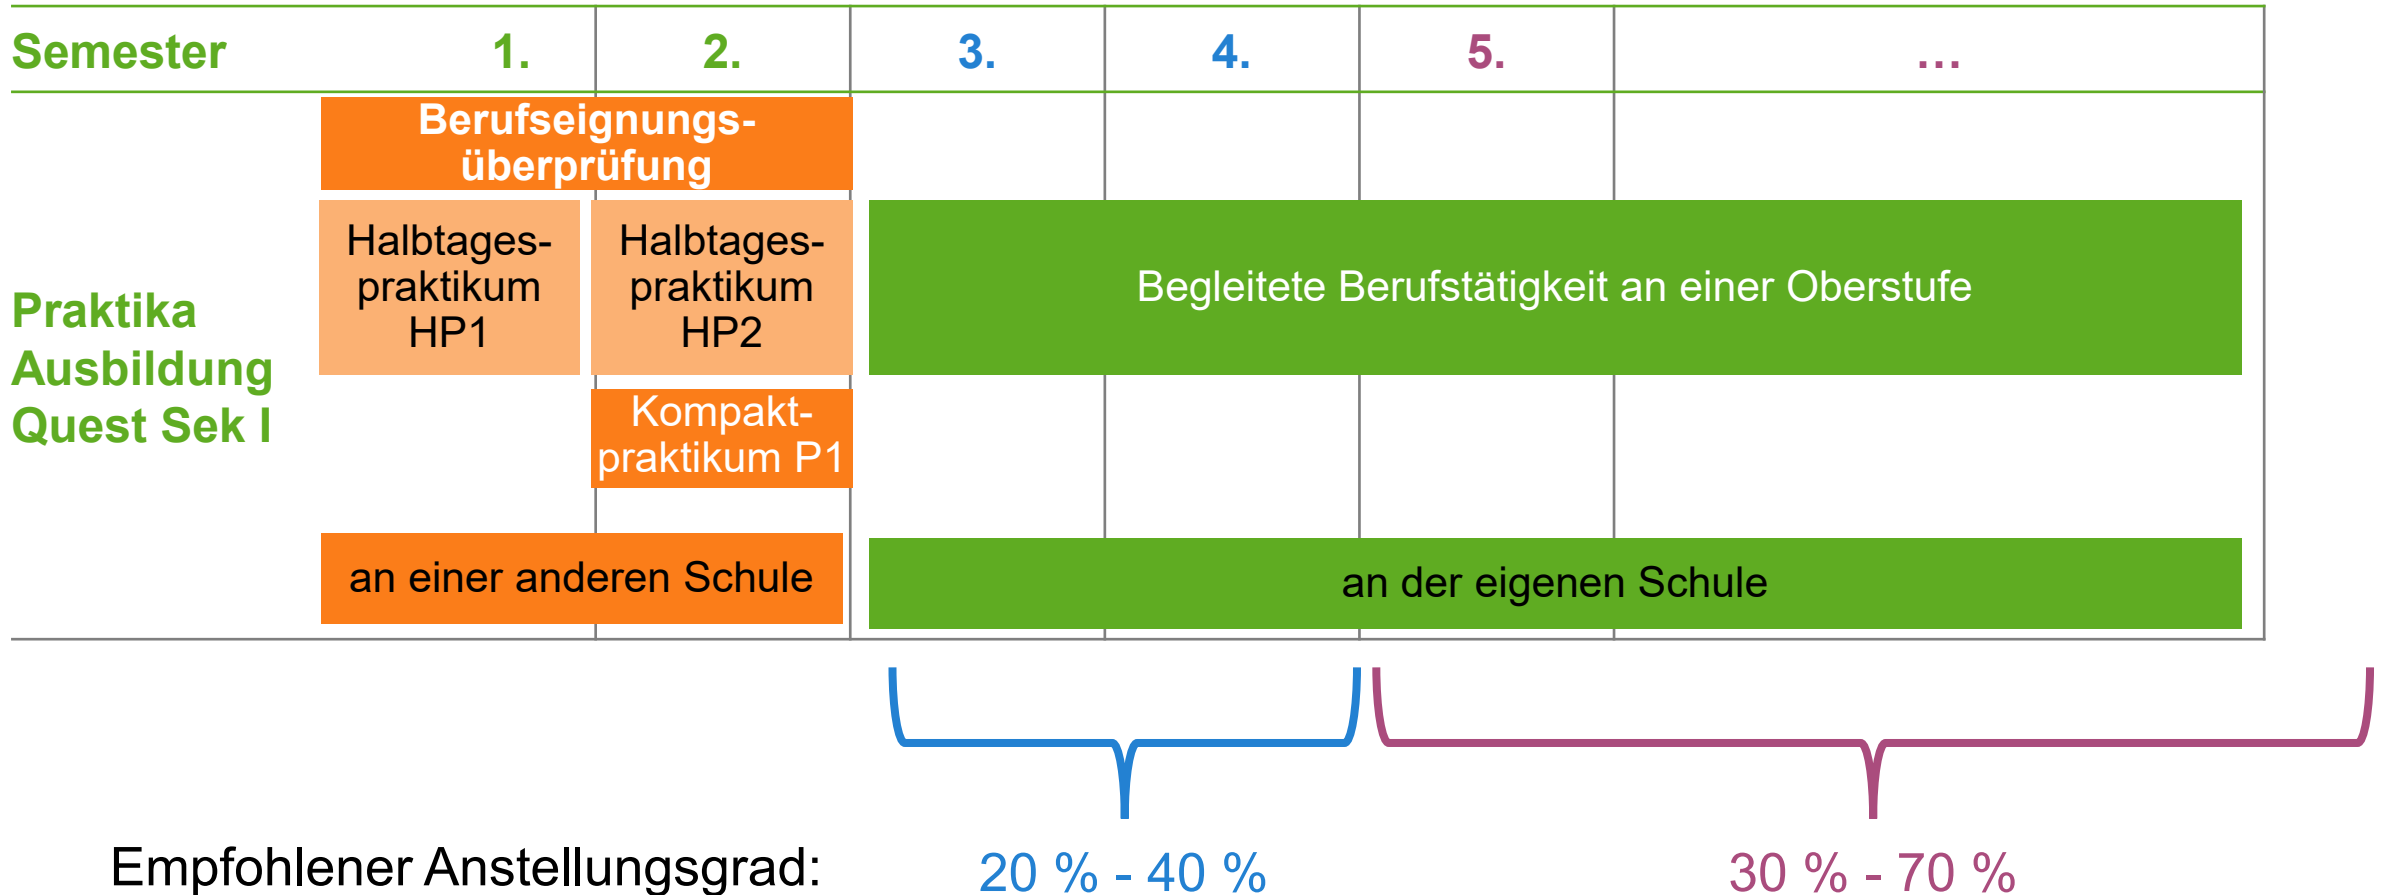 Semester 1. 2. 3. 4. 5. ...
Berufseignungs-
überprüfung
Praktika
Ausbildung
Quest Sek I
Halbtages-
praktikum
HP1
Halbtages-
praktikum
HP2
Begleitete Berufstätigkeit an einer Oberstufe
Kompakt-
praktikum P1
an einer anderen Schule
an der eigenen Schule
Empfohlener Anstellungsgrad: 20 % - 40 % 30 % - 70 %